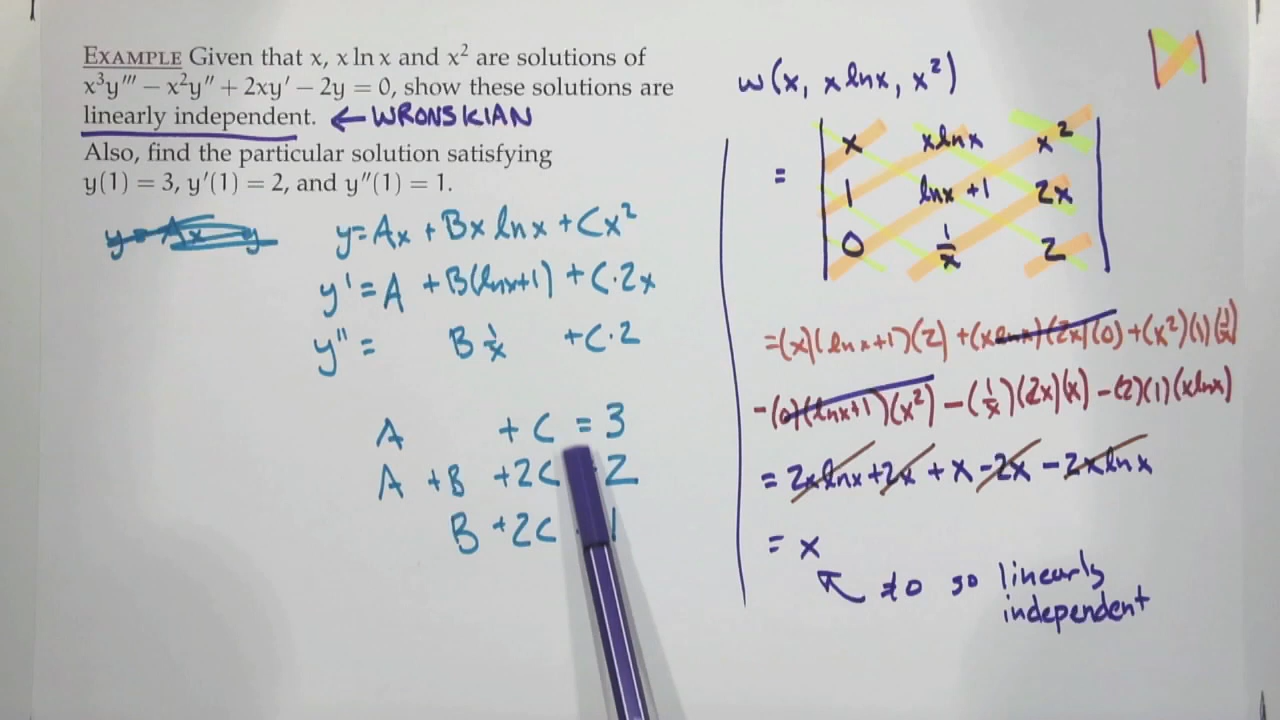 EXAMPLE Given that x, x ln x and x² are solutions of
x³y′′′ − x²y′′ + 2xy′ − 2y = 0, show these solutions are
linearly independent. ← WRONSKIAN
Also, find the particular solution satisfying
y(1) = 3, y′(1) = 2, and y′′(1) = 1.
y = Ax + Bx ln x + Cx²
y' = A + B(ln x+1) + C·2x
y" = B 1/x + C·2
A + C = 3
A + B + 2C = 2
B + 2C 1
W(x, x ln x, x²)
=
x x ln x x²
1 ln x + 1 2x
0 1/x 2
=(x)(ln x+1)(2) + (x ln x)(2x)(0) + (x²)(1)(1/x)
-(0)(ln x+1)(x²) - (1/x)(2x)(x) - (2)(1)(x ln x)
= 2x ln x + 2x + x - 2x - 2x ln x
= x
≠0 so linearly
independent